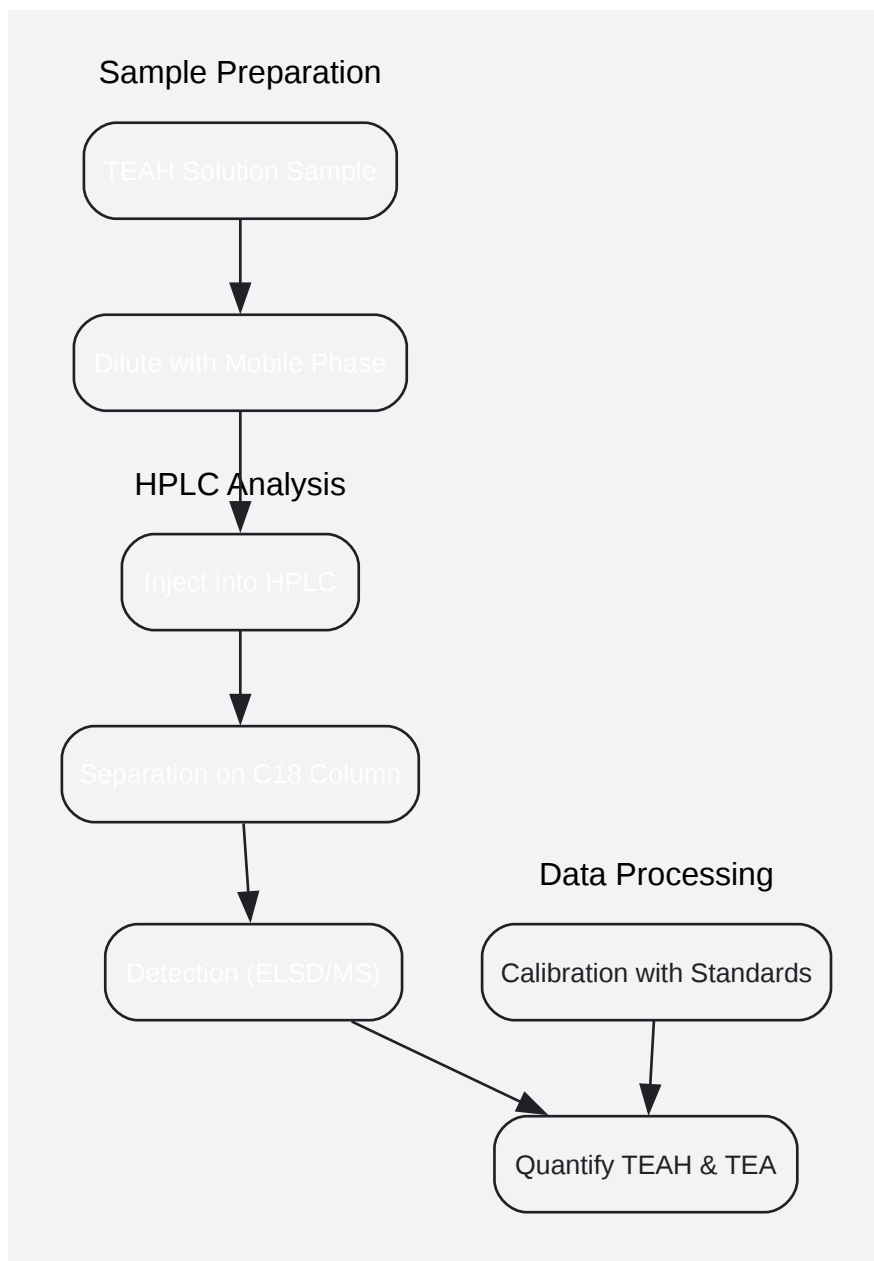 Sample Preparation
TEAH Solution Sample
Dilute with Mobile Phase
HPLC Analysis
Inject into HPLC
Separation on C18 Column
Data Processing
Detection (ELSD/MS)
Calibration with Standards
Quantify TEAH & TEA